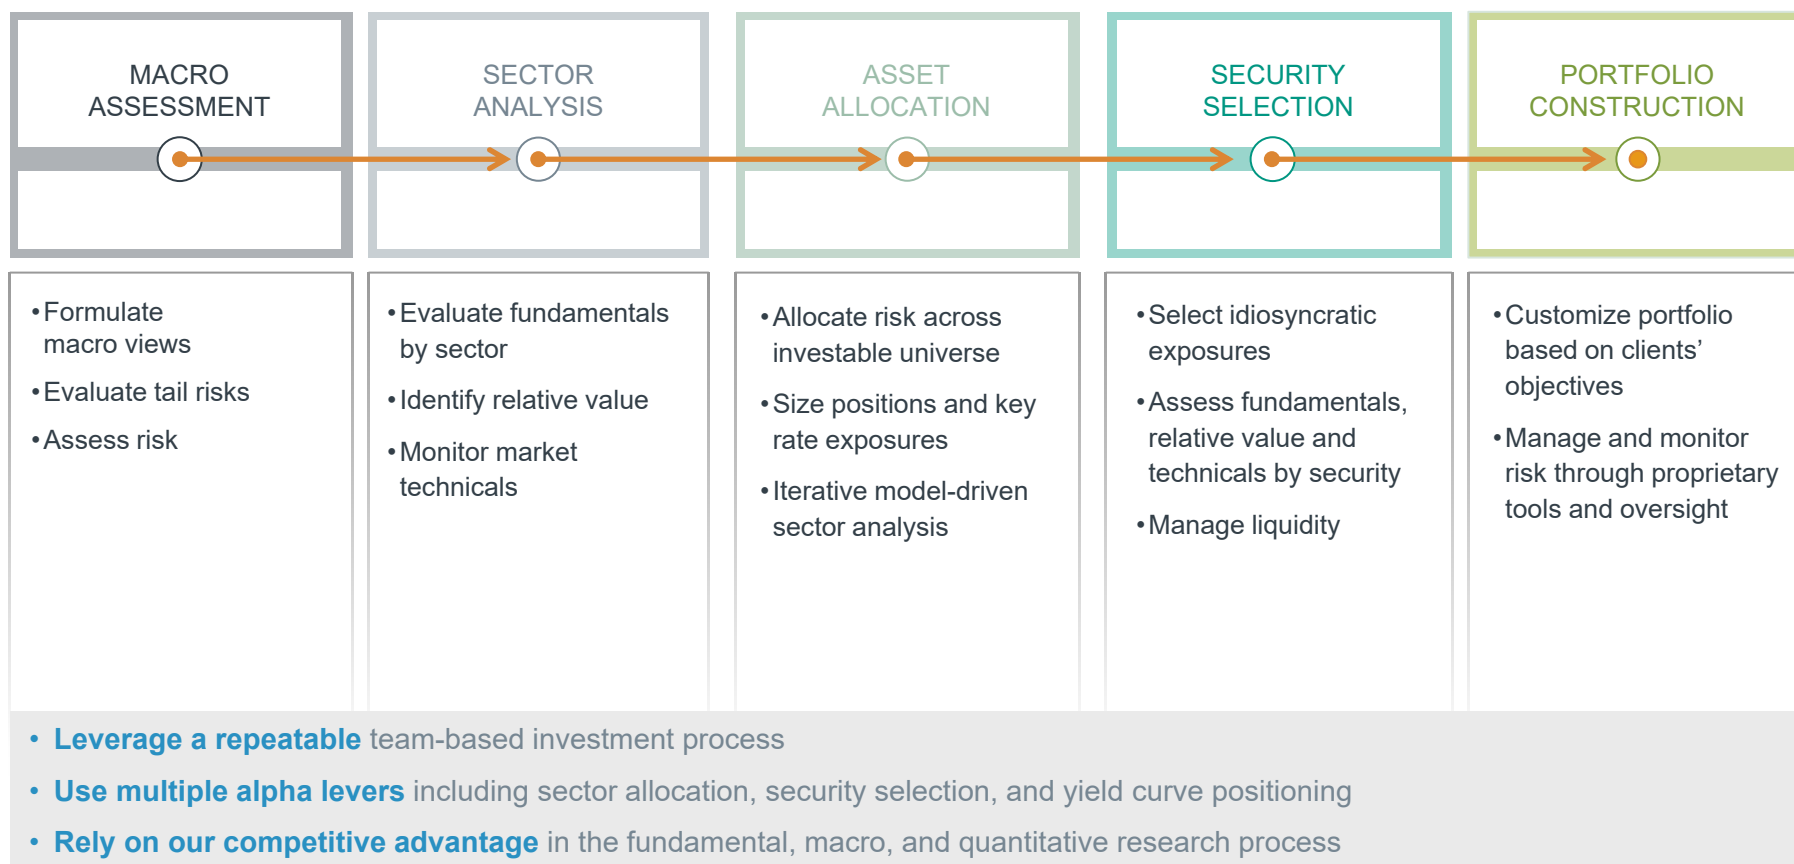 MACRO
ASSESSMENT
SECTOR
ANALYSIS
ASSET
ALLOCATION
SECURITY
SELECTION
PORTFOLIO
CONSTRUCTION
•Formulate
macro views
•Evaluate tail risks
•Assess risk
•Evaluate fundamentals
by sector
•Identify relative value
•Monitor market
technicals
•Allocate risk across
investable universe
•Size positions and key
rate exposures
•Iterative model-driven
sector analysis
•Select idiosyncratic
exposures
•Assess fundamentals,
relative value and
technicals by security
•Manage liquidity
•Customize portfolio
based on clients’
objectives
•Manage and monitor
risk through proprietary
tools and oversight
• Leverage a repeatable team-based investment process
• Use multiple alpha levers including sector allocation, security selection, and yield curve positioning
• Rely on our competitive advantage in the fundamental, macro, and quantitative research process